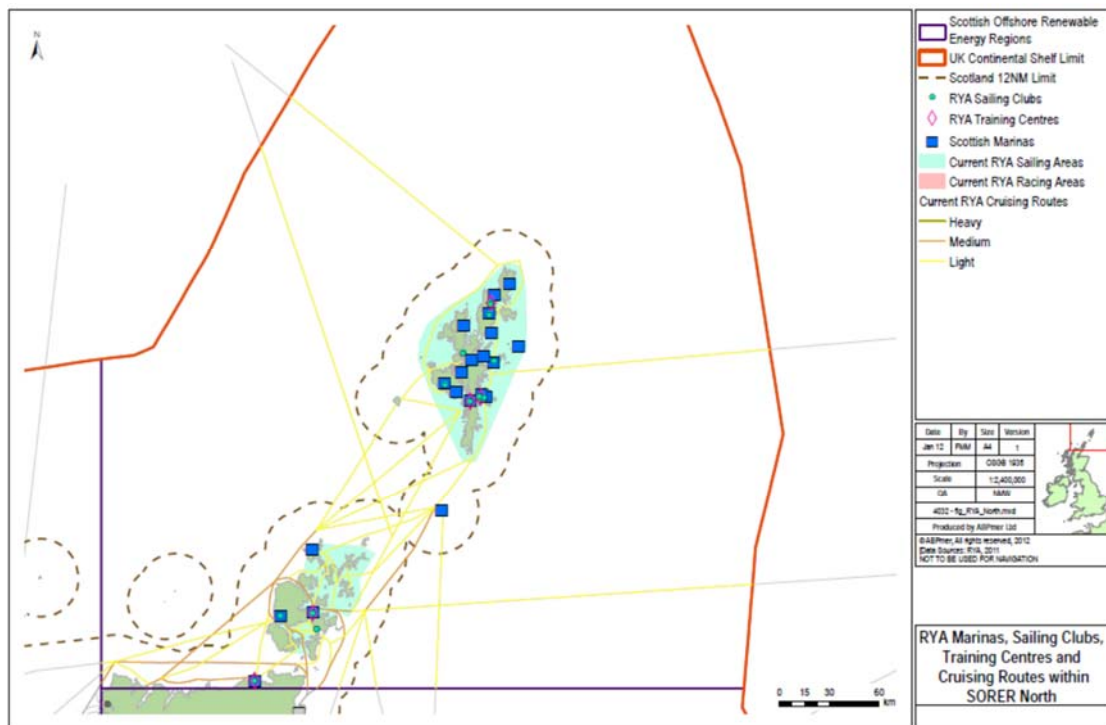 N
Scottish Offshore Renewable
Energy Regions
UK Continental Shelf Limit
Scotland 12NM Limit
RYA Sailing Clubs
RYA Training Centres
Scottish Marinas
Current RYA Sailing Areas
Current RYA Racing Areas
Current RYA Cruising Routes
Heavy
Medium
Light
Date By Size Version
Jan 12 PMM A4 1
Projection OSGB 1936
Scale 1:2,400,000
QA NMW
4032 - fig_RYA_North.mxd
Produced by ABPmer Ltd
©ABPmer, All rights reserved, 2012
Data Sources: RYA, 2011
NOT TO BE USED FOR NAVIGATION
0 15 30 60
km
RYA Marinas, Sailing Clubs,
Training Centres and
Cruising Routes within
SORER North